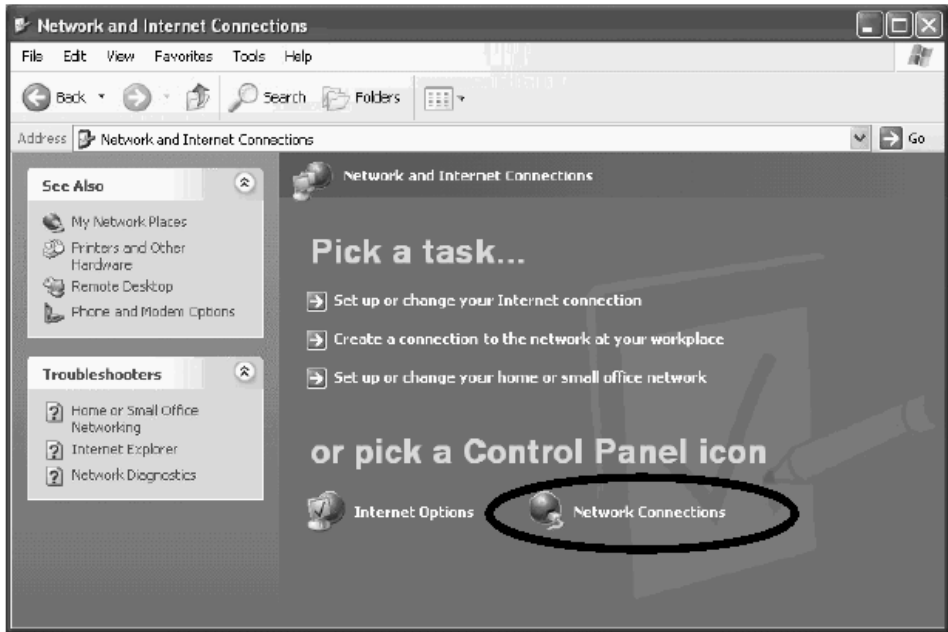 Network and Internet Connections
File Edit View Favorites Tools Help
Back Search Folders
Address Network and Internet Connections Go
See Also
My Network Places
Printers and Other
Hardware
Remote Desktop
Phone and Modem Options
Troubleshooters
Home or Small Office
Networking
Internet Explorer
Network Diagnostics
Network and Internet Connections
Pick a task...
Set up or change your Internet connection
Create a connection to the network at your workplace
Set up or change your home or small office network
or pick a Control Panel icon
Internet Options Network Connections